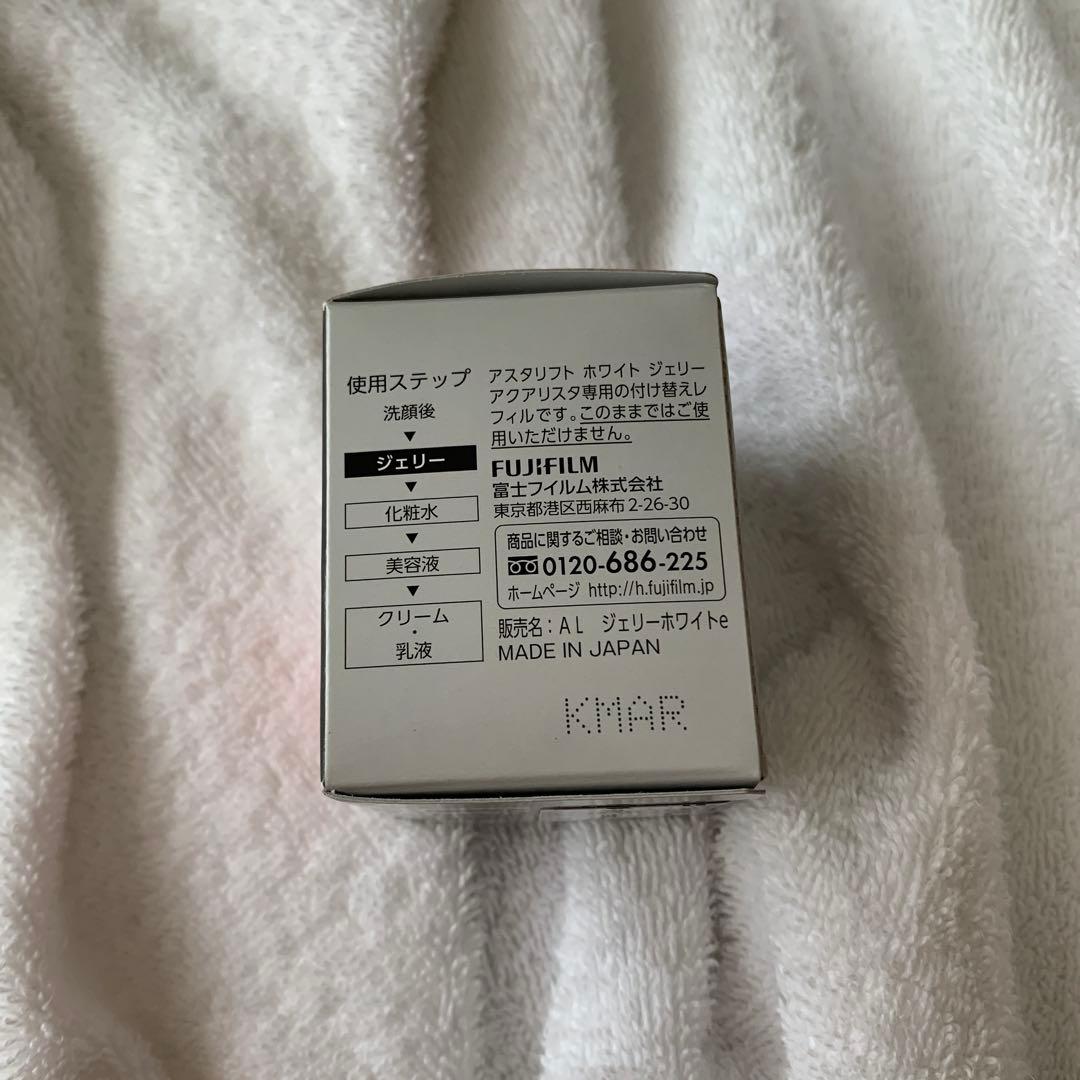 使用ステップ
洗顔後
▼
ジェリー
▼
化粧水
▼
美容液
▼
クリーム
・
乳液
アスタリフト ホワイト ジェリー
アクアリスタ専用の付け替えレ
フィルです。このままではご使
用いただけません。
FUJIFILM
富士フイルム株式会社
東京都港区西麻布2-26-30
商品に関するご相談・お問い合わせ
0120-686-225
ホームページ http://h.fujifilm.jp
販売名：AL ジェリーホワイトe
MADE IN JAPAN
KMAR